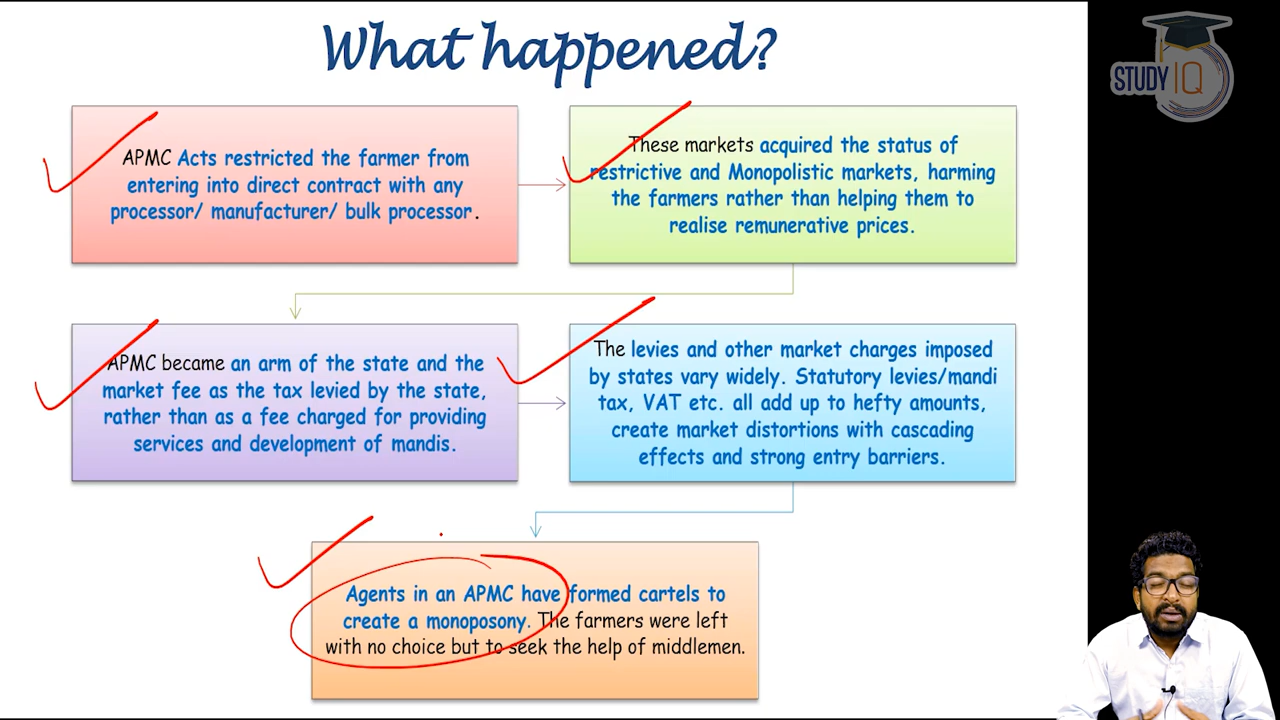 What happened?
STUDY IQ
APMC Acts restricted the farmer from
entering into direct contract with any
processor/ manufacturer/ bulk processor.
These markets acquired the status of
restrictive and Monopolistic markets, harming
the farmers rather than helping them to
realise remunerative prices.
APMC became an arm of the state and the
market fee as the tax levied by the state,
rather than as a fee charged for providing
services and development of mandis.
The levies and other market charges imposed
by states vary widely. Statutory levies/mandi
tax, VAT etc. all add up to hefty amounts,
create market distortions with cascading
effects and strong entry barriers.
Agents in an APMC have formed cartels to
create a monoposony. The farmers were left
with no choice but to seek the help of middlemen.